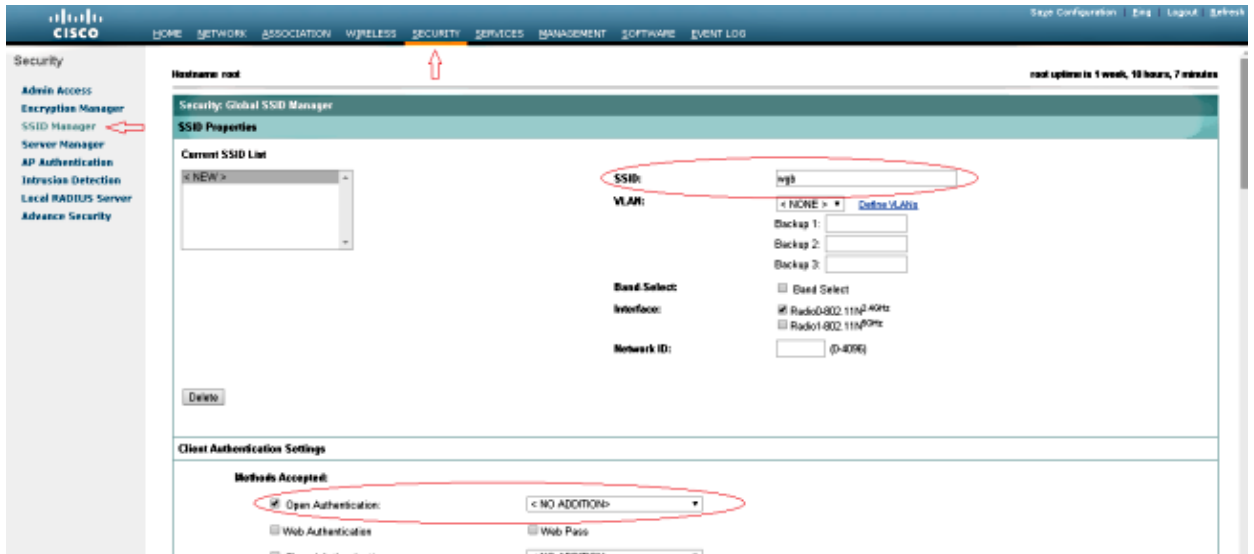 Save Configuration | Ping | Logout | Refresh
CISCO
HOME NETWORK ASSOCIATION WIRELESS SECURITY SERVICES MANAGEMENT SOFTWARE EVENT LOG
Security
Admin Access
Encryption Manager
SSID Manager
Server Manager
AP Authentication
Intrusion Detection
Local RADIUS Server
Advance Security
Hostname root
root uptime is 1 week, 10 hours, 7 minutes
Security: Global SSID Manager
SSID Properties
Current SSID List
< NEW >
SSID: wgb
VLAN: < NONE > Define VLANs
Backup 1:
Backup 2:
Backup 3:
Band Select: Band Select
Interface: Radio0-802.11N2.4GHz
Radio1-802.11N5GHz
Network ID: (0-4096)
Delete
Client Authentication Settings
Methods Accepted:
Open Authentication: < NO ADDITION>
Web Authentication Web Pass